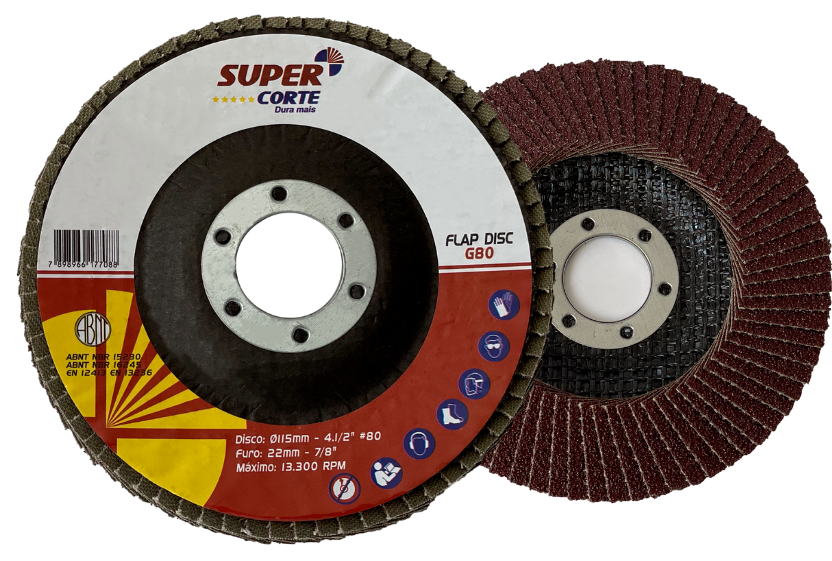 SUPER
CORTE
Dura mais
7 898966 177088
FLAP DISC
G80
ABNT
ABNT NBR 15230
ABNT NBR 16245
EN 12413 EN 13236
Disco: Ø115mm - 4.1/2" #80
Furo: 22mm - 7/8"
Máximo: 13.300 RPM